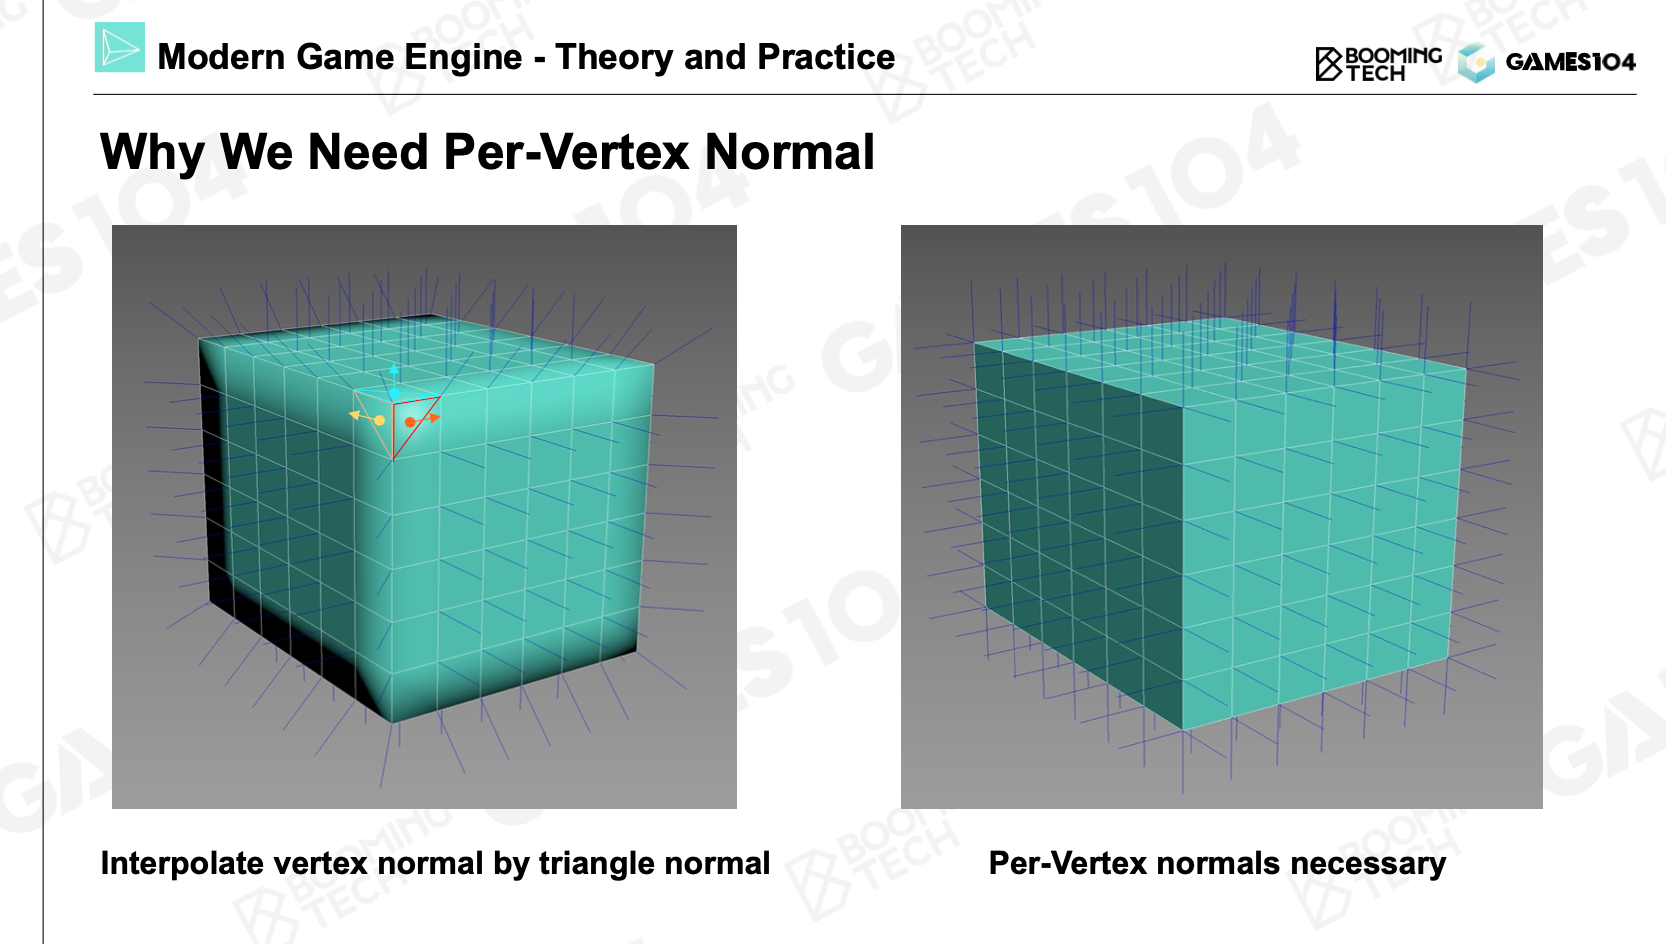 Modern Game Engine - Theory and Practice
BOOMING
TECH
GAMES104
Why We Need Per-Vertex Normal
Interpolate vertex normal by triangle normal
Per-Vertex normals necessary